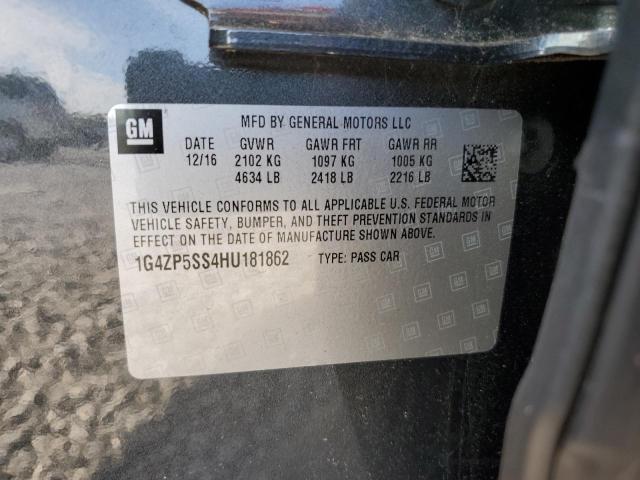 GM
MFD BY GENERAL MOTORS LLC
DATE GVWR GAWR FRT GAWR RR
12/16 2102 KG 1097 KG 1005 KG
4634 LB 2418 LB 2216 LB
THIS VEHICLE CONFORMS TO ALL APPLICABLE U.S. FEDERAL MOTOR
VEHICLE SAFETY, BUMPER, AND THEFT PREVENTION STANDARDS IN
EFFECT ON THE DATE OF MANUFACTURE SHOWN ABOVE.
1G4ZP5SS4HU181862 TYPE: PASS CAR